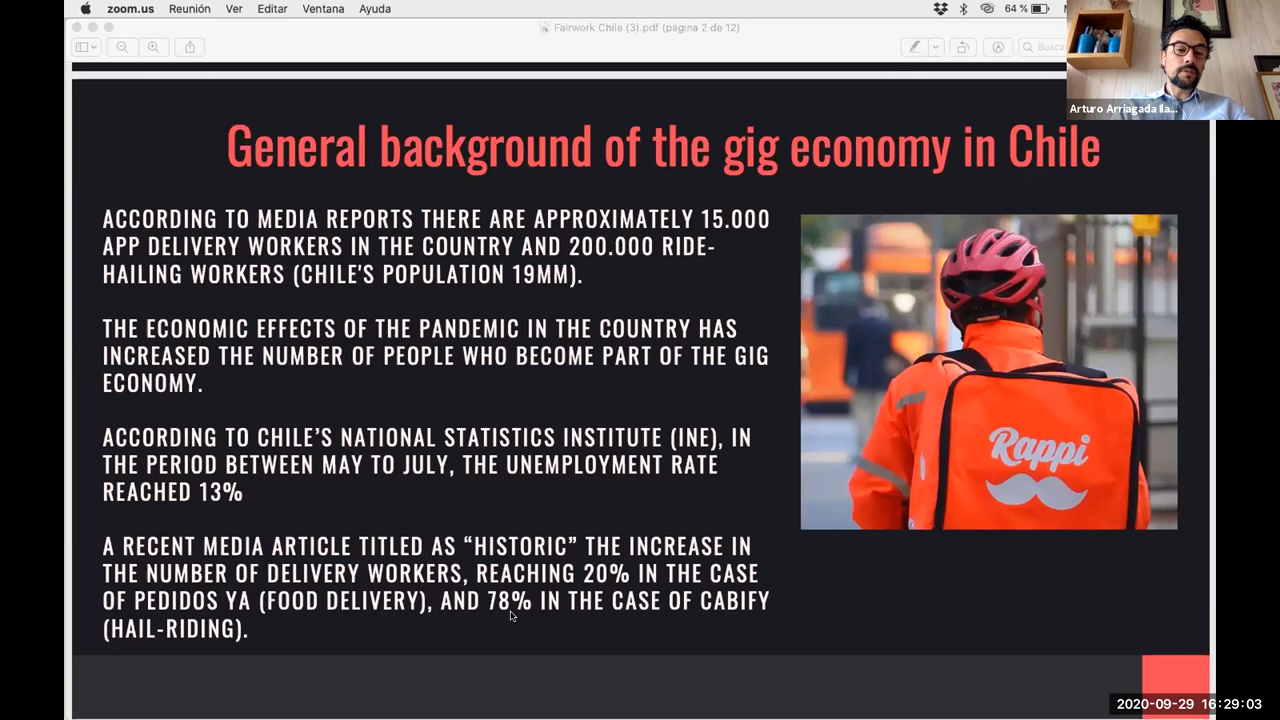 zoom.us Reunión Ver Editar Ventana Ayuda 64 %
Fairwork Chile (3).pdf (página 2 de 12)
Busca
Arturo Arriagada Ila...
General background of the gig economy in Chile
ACCORDING TO MEDIA REPORTS THERE ARE APPROXIMATELY 15.000
APP DELIVERY WORKERS IN THE COUNTRY AND 200.000 RIDE-
HAILING WORKERS (CHILE'S POPULATION 19MM).
THE ECONOMIC EFFECTS OF THE PANDEMIC IN THE COUNTRY HAS
INCREASED THE NUMBER OF PEOPLE WHO BECOME PART OF THE GIG
ECONOMY.
ACCORDING TO CHILE’S NATIONAL STATISTICS INSTITUTE (INE), IN
THE PERIOD BETWEEN MAY TO JULY, THE UNEMPLOYMENT RATE
REACHED 13%
A RECENT MEDIA ARTICLE TITLED AS “HISTORIC” THE INCREASE IN
THE NUMBER OF DELIVERY WORKERS, REACHING 20% IN THE CASE
OF PEDIDOS YA (FOOD DELIVERY), AND 78% IN THE CASE OF CABIFY
(HAIL-RIDING).
Rappi
2020-09-29 16:29:03